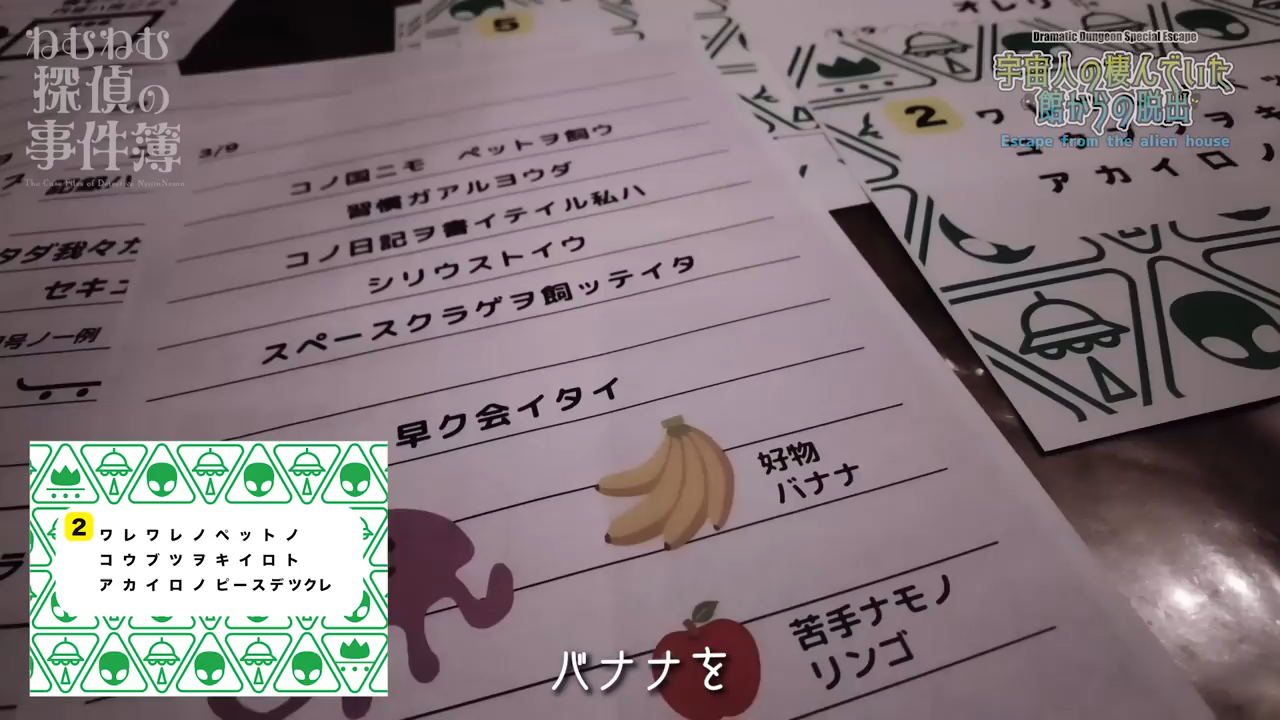 ねむねむ
探偵の
事件簿
The Case Files of Detective NemuNemu
Dramatic Dungeon Special Escape
宇宙人の棲んでいた
館からの脱出
Escape from the alien house
5
オレリ
3/9
コノ国ニモ ペットヲ飼ウ
習慣ガアルヨウダ
コノ日記ヲ書イテイル私ハ
シリウストイウ
スペースクラゲヲ飼ッテイタ
早ク会イタイ
好物
バナナ
苦手ナモノ
リンゴ
タダ我々カ
セキュ
号ノ一例
2
アカイロノ
2
ワレワレノペットノ
コウブツヲキイロト
アカイロノピースデツクレ
バナナを